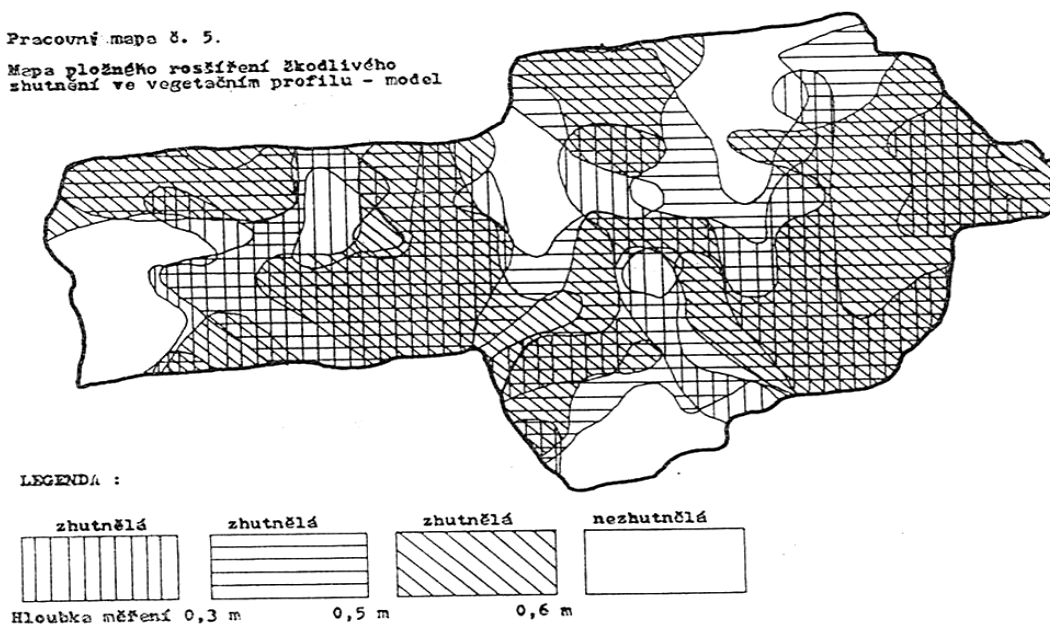 Pracovní mapa č. 5.
Mapa plošného rosšíření škodlivého
zhutnění ve vegetačním profilu - model
LEGENDA :
zhutnělá zhutnělá zhutnělá nezhutnělá
Hloubka měření 0,3 m 0,5 m 0,6 m